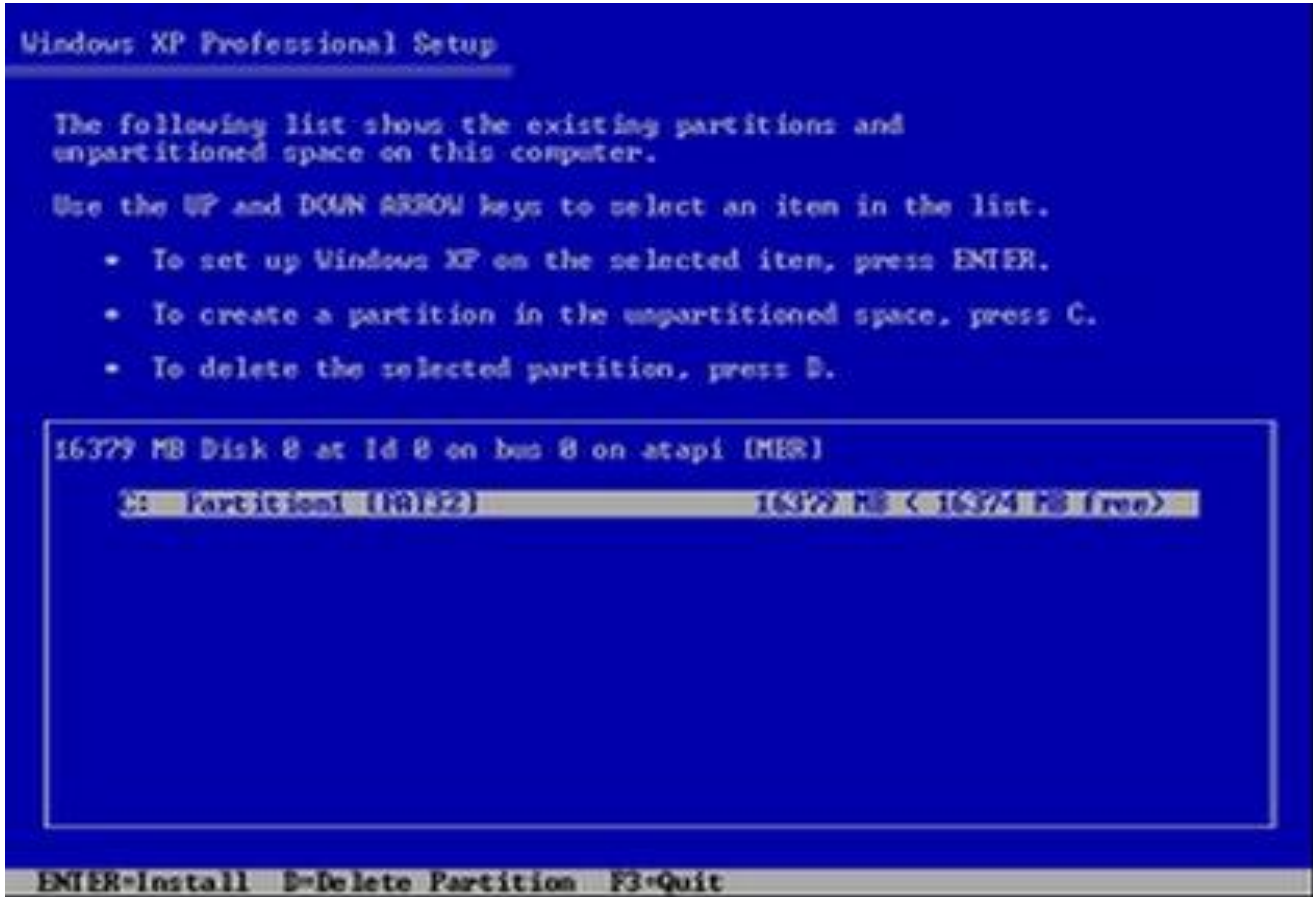 Windows XP Professional Setup
The following list shows the existing partitions and
unpartitioned space on this computer.
Use the UP and DOWN ARROW keys to select an item in the list.
• To set up Windows XP on the selected item, press ENTER.
• To create a partition in the unpartitioned space, press C.
• To delete the selected partition, press D.
16379 MB Disk 0 at Id 0 on bus 0 on atapi [MBR]
C: Partition1 [FAT32] 16379 MB ( 16374 MB free)
ENTER=Install D=Delete Partition F3=Quit